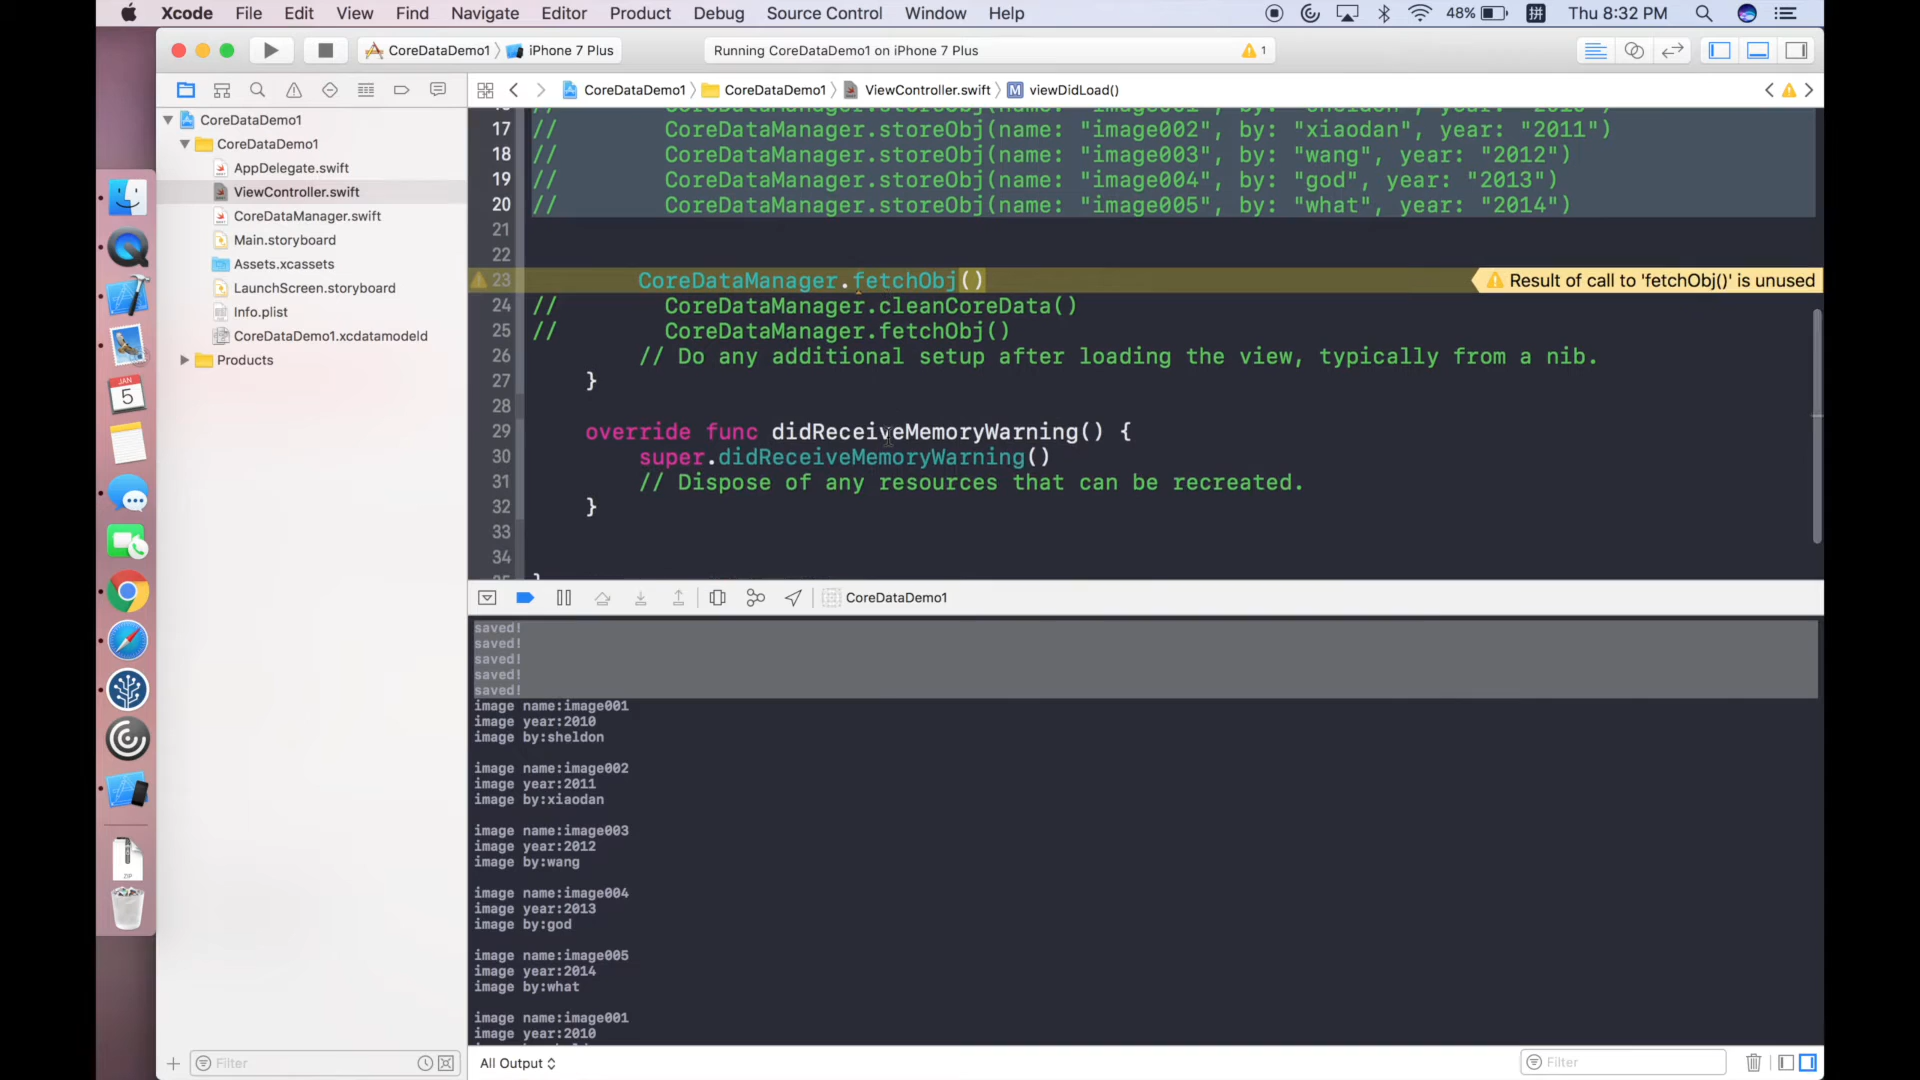 Xcode File Edit View Find Navigate Editor Product Debug Source Control Window Help 48% 拼 Thu 8:32 PM
CoreDataDemo1 iPhone 7 Plus Running CoreDataDemo1 on iPhone 7 Plus 1
CoreDataDemo1 CoreDataDemo1 ViewController.swift M viewDidLoad()
CoreDataDemo1
CoreDataDemo1
AppDelegate.swift
ViewController.swift
CoreDataManager.swift
Main.storyboard
Assets.xcassets
LaunchScreen.storyboard
Info.plist
CoreDataDemo1.xcdatamodeld
Products
JAN
5
ZIP
Filter
17 // CoreDataManager.storeObj(name: "image002", by: "xiaodan", year: "2011")
18 // CoreDataManager.storeObj(name: "image003", by: "wang", year: "2012")
19 // CoreDataManager.storeObj(name: "image004", by: "god", year: "2013")
20 // CoreDataManager.storeObj(name: "image005", by: "what", year: "2014")
21
22
23 CoreDataManager.fetchObj() Result of call to 'fetchObj()' is unused
24 // CoreDataManager.cleanCoreData()
25 // CoreDataManager.fetchObj()
26 // Do any additional setup after loading the view, typically from a nib.
27 }
28
29 override func didReceiveMemoryWarning() {
30 super.didReceiveMemoryWarning()
31 // Dispose of any resources that can be recreated.
32 }
33
34
CoreDataDemo1
saved!
saved!
saved!
saved!
saved!
image name:image001
image year:2010
image by:sheldon
image name:image002
image year:2011
image by:xiaodan
image name:image003
image year:2012
image by:wang
image name:image004
image year:2013
image by:god
image name:image005
image year:2014
image by:what
image name:image001
image year:2010
All Output
Filter